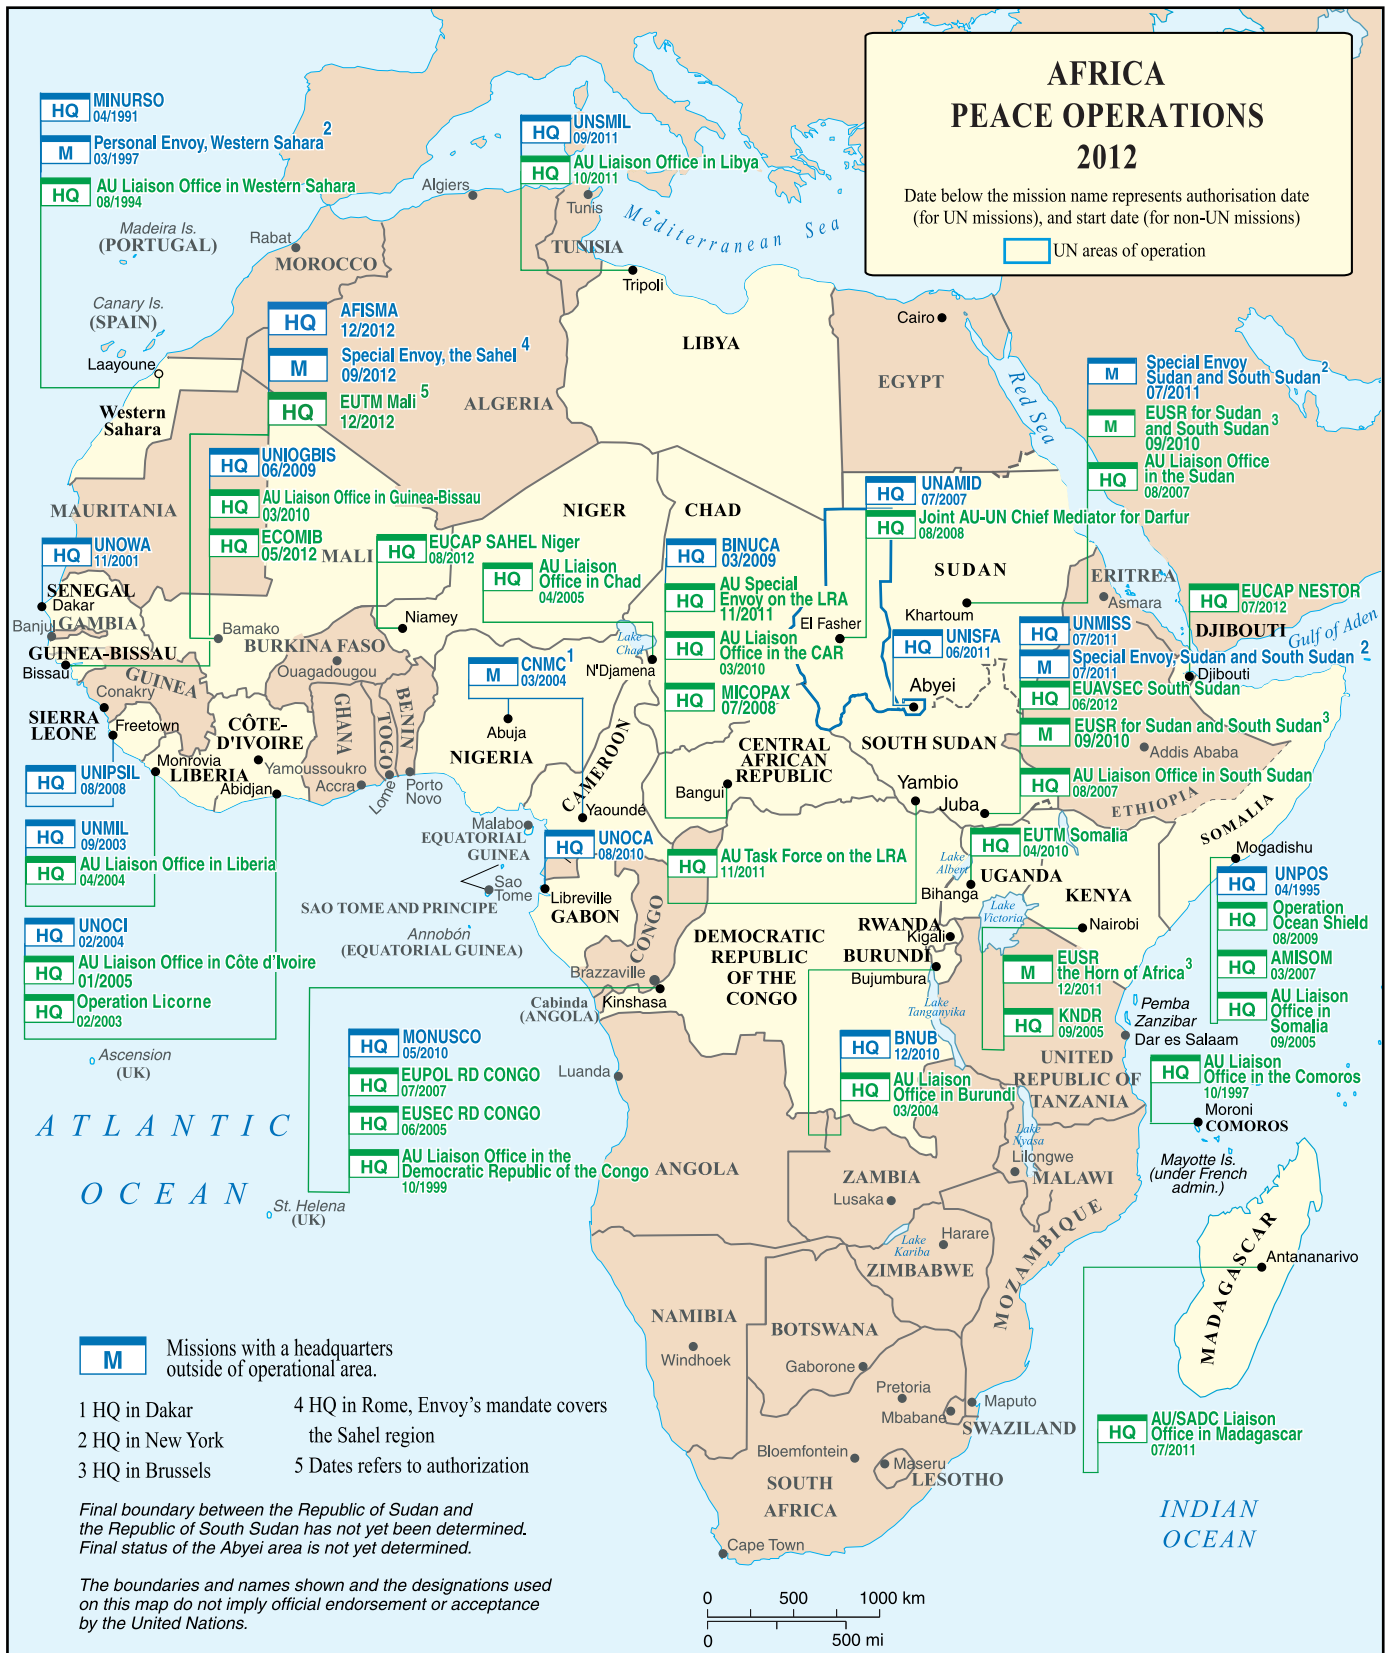 AFRICA
PEACE OPERATIONS
2012
Date below the mission name represents authorisation date
(for UN missions), and start date (for non-UN missions)
UN areas of operation
HQ MINURSO
04/1991
M Personal Envoy, Western Sahara 2
03/1997
HQ AU Liaison Office in Western Sahara
08/1994
HQ UNSMIL
09/2011
HQ AU Liaison Office in Libya
10/2011
Algiers
Tunis
TUNISIA
Mediterranean Sea
Madeira Is.
(PORTUGAL)
Rabat
MOROCCO
Tripoli
Canary Is.
(SPAIN)
Laayoune
Western
Sahara
HQ AFISMA
12/2012
M Special Envoy, the Sahel 4
09/2012
HQ EUTM Mali 5
12/2012
ALGERIA
LIBYA
Cairo
EGYPT
Red Sea
M Special Envoy
Sudan and South Sudan 2
07/2011
M EUSR for Sudan
and South Sudan 3
09/2010
HQ AU Liaison Office
in the Sudan
08/2007
HQ UNIOGBIS
06/2009
HQ AU Liaison Office in Guinea-Bissau
03/2010
HQ ECOMIB
05/2012
MAURITANIA
MALI
NIGER
CHAD
HQ UNOWA
11/2001
HQ EUCAP SAHEL Niger
08/2012
HQ AU Liaison
Office in Chad
04/2005
HQ BINUCA
03/2009
HQ AU Special
Envoy on the LRA
11/2011
HQ AU Liaison
Office in the CAR
03/2010
HQ MICOPAX
07/2008
HQ UNAMID
07/2007
HQ Joint AU-UN Chief Mediator for Darfur
08/2008
SUDAN
Khartoum
El Fasher
ERITREA
Asmara
HQ EUCAP NESTOR
07/2012
DJIBOUTI
Gulf of Aden
Djibouti
HQ UNISFA
06/2011
Abyei
HQ UNMISS
07/2011
M Special Envoy, Sudan and South Sudan 2
07/2011
HQ EUAVSEC South Sudan
06/2012
M EUSR for Sudan and South Sudan 3
09/2010
HQ AU Liaison Office in South Sudan
08/2007
SENEGAL
Dakar
Banjul
GAMBIA
GUINEA-BISSAU
Bissau
Bamako
BURKINA FASO
Ouagadougou
Niamey
Lake
Chad
N'Djamena
GUINEA
Conakry
SIERRA
LEONE
Freetown
CÔTE-
D'IVOIRE
Yamoussoukro
GHANA
TOGO
BENIN
NIGERIA
Abuja
M CNMC 1
03/2004
CAMEROON
Yaoundé
CENTRAL
AFRICAN
REPUBLIC
Bangui
SOUTH SUDAN
Yambio
Juba
Addis Ababa
ETHIOPIA
SOMALIA
Mogadishu
Monrovia
LIBERIA
Abidjan
Accra
Lome
Porto
Novo
HQ UNIPSIL
08/2008
HQ UNMIL
09/2003
HQ AU Liaison Office in Liberia
04/2004
HQ UNOCI
02/2004
HQ AU Liaison Office in Côte d'Ivoire
01/2005
HQ Operation Licorne
02/2003
Malabo
EQUATORIAL
GUINEA
Sao
Tome
SAO TOME AND PRINCIPE
Annobón
(EQUATORIAL GUINEA)
HQ UNOCA
08/2010
Libreville
GABON
CONGO
Brazzaville
Kinshasa
Cabinda
(ANGOLA)
HQ AU Task Force on the LRA
11/2011
DEMOCRATIC
REPUBLIC
OF THE
CONGO
HQ EUTM Somalia
04/2010
Lake
Albert
Bihanga
UGANDA
KENYA
Lake
Victoria
Nairobi
RWANDA
Kigali
BURUNDI
Bujumbura
Lake
Tanganyika
M EUSR
the Horn of Africa 3
12/2011
HQ KNDR
09/2005
HQ UNPOS
04/1995
HQ Operation
Ocean Shield
08/2009
HQ AMISOM
03/2007
HQ AU Liaison
Office in
Somalia
09/2005
Pemba
Zanzibar
Dar es Salaam
UNITED
REPUBLIC OF
TANZANIA
HQ AU Liaison
Office in the Comoros
10/1997
Moroni
COMOROS
Mayotte Is.
(under French
admin.)
HQ MONUSCO
05/2010
HQ EUPOL RD CONGO
07/2007
HQ EUSEC RD CONGO
06/2005
HQ AU Liaison Office in the
Democratic Republic of the Congo
10/1999
HQ BNUB
12/2010
HQ AU Liaison
Office in Burundi
03/2004
Ascension
(UK)
ATLANTIC
OCEAN
St. Helena
(UK)
Luanda
ANGOLA
ZAMBIA
Lusaka
Lake
Nyasa
Lilongwe
MALAWI
Lake
Kariba
Harare
ZIMBABWE
MOZAMBIQUE
MADAGASCAR
Antananarivo
NAMIBIA
Windhoek
BOTSWANA
Gaborone
Pretoria
Mbabane
Maputo
SWAZILAND
Bloemfontein
Maseru
LESOTHO
SOUTH
AFRICA
Cape Town
HQ AU/SADC Liaison
Office in Madagascar
07/2011
INDIAN
OCEAN
M Missions with a headquarters
outside of operational area.
1 HQ in Dakar
2 HQ in New York
3 HQ in Brussels
4 HQ in Rome, Envoy's mandate covers
the Sahel region
5 Dates refers to authorization
Final boundary between the Republic of Sudan and
the Republic of South Sudan has not yet been determined.
Final status of the Abyei area is not yet determined.
The boundaries and names shown and the designations used
on this map do not imply official endorsement or acceptance
by the United Nations.
0 500 1000 km
0 500 mi